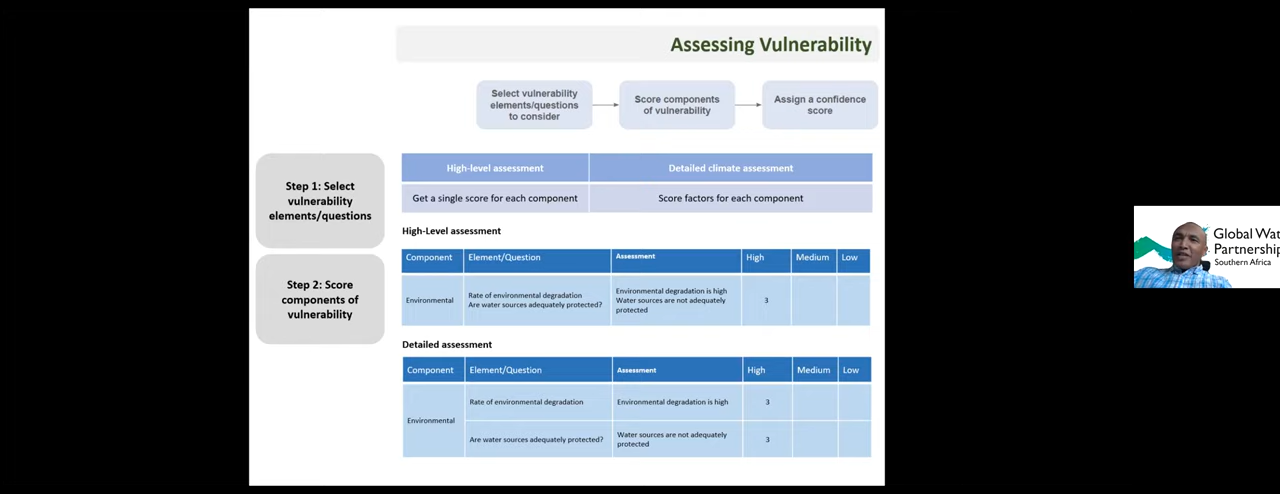 Assessing Vulnerability
Select vulnerability
elements/questions
to consider
Score components
of vulnerability
Assign a confidence
score
Step 1: Select
vulnerability
elements/questions
Step 2: Score
components of
vulnerability
High-level assessment
Detailed climate assessment
Get a single score for each component
Score factors for each component
High-Level assessment
Component
Element/Question
Assessment
High
Medium
Low
Environmental
Rate of environmental degradation
Are water sources adequately protected?
Environmental degradation is high
Water sources are not adequately
protected
3
Detailed assessment
Component
Element/Question
Assessment
High
Medium
Low
Environmental
Rate of environmental degradation
Environmental degradation is high
3
Are water sources adequately protected?
Water sources are not adequately
protected
3
Global Wat
Partnership
Southern Africa